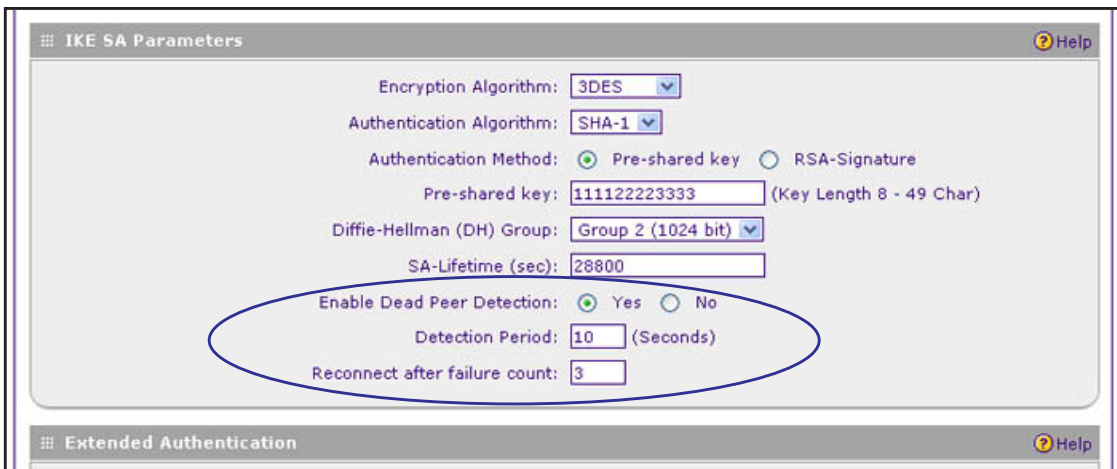 IKE SA Parameters
Help
Encryption Algorithm: 3DES
Authentication Algorithm: SHA-1
Authentication Method: Pre-shared key RSA-Signature
Pre-shared key: 111122223333 (Key Length 8 - 49 Char)
Diffie-Hellman (DH) Group: Group 2 (1024 bit)
SA-Lifetime (sec): 28800
Enable Dead Peer Detection: Yes No
Detection Period: 10 (Seconds)
Reconnect after failure count: 3
Extended Authentication
Help